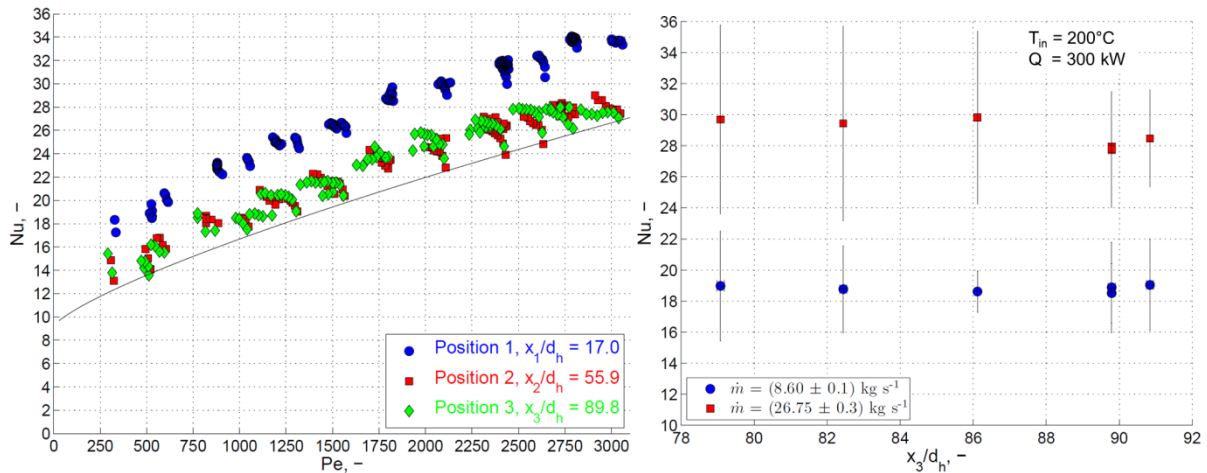 36
34
32
30
28
26
24
22
20
18
16
14
12
10
8
6
4
2
0
Nu, −
0 250 500 750 1000 1250 1500 1750 2000 2250 2500 2750 3000
Pe, −
Position 1, x₁/dₕ = 17.0
Position 2, x₂/dₕ = 55.9
Position 3, x₃/dₕ = 89.8
36
34
32
30
28
26
24
22
20
18
16
14
12
10
Nu, −
78 80 82 84 86 88 90 92
x₃/dₕ, −
T_in = 200°C
Q = 300 kW
ṁ = (8.60 ± 0.1) kg s⁻¹
ṁ = (26.75 ± 0.3) kg s⁻¹